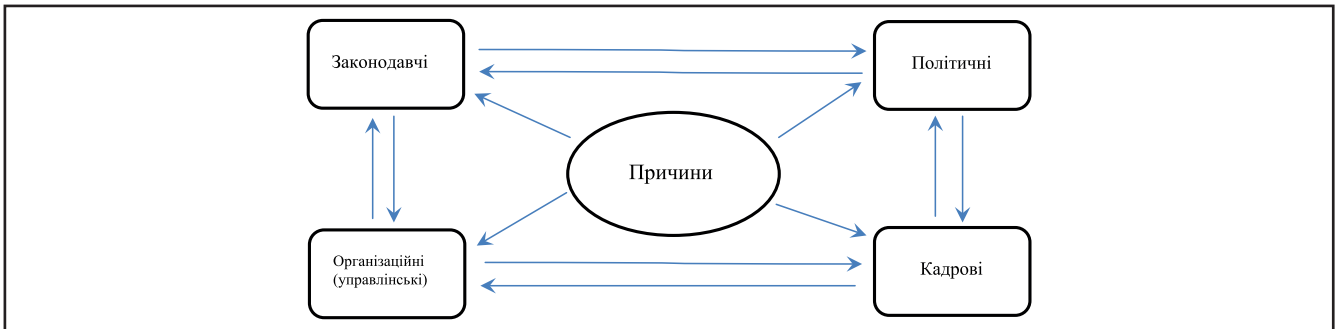 Законодавчі
Політичні
Причини
Організаційні
(управлінські)
Кадрові